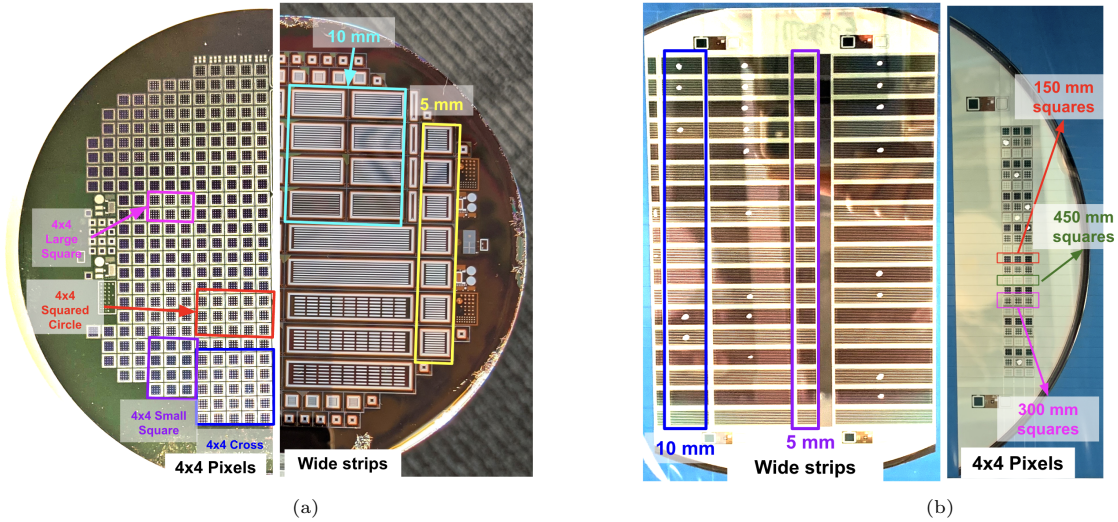 10 mm
5 mm
4x4
Large
Square
4x4
Squared
Circle
4x4 Small
Square
4x4 Cross
4x4 Pixels
Wide strips
(a)
150 mm
squares
450 mm
squares
300 mm
squares
10 mm
5 mm
Wide strips
4x4 Pixels
(b)